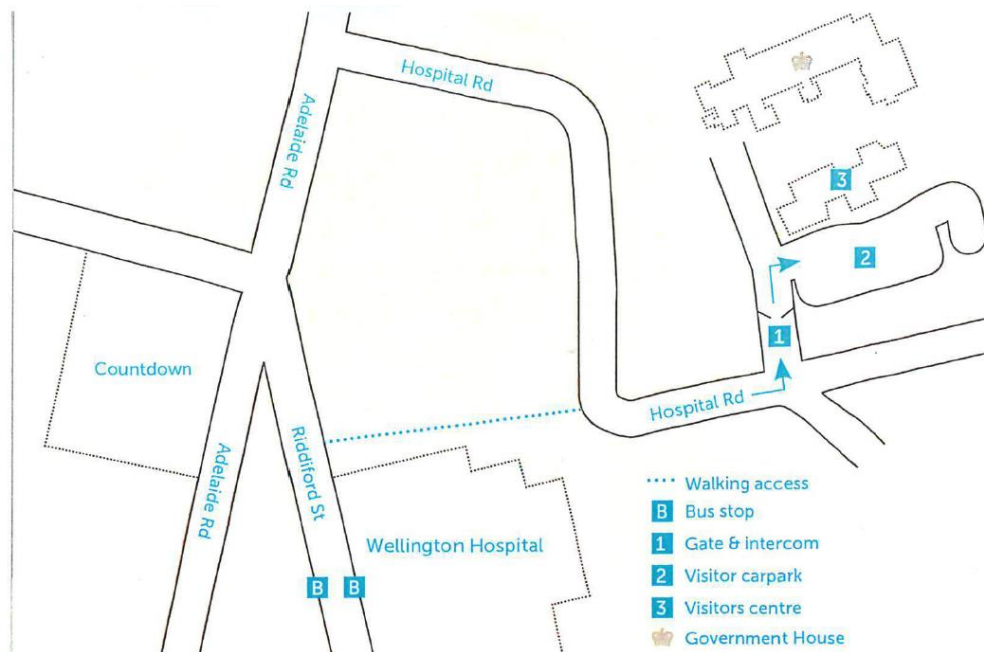 Hospital Rd
Adelaide Rd
3
2
1
Countdown
Hospital Rd
Riddiford St
Adelaide Rd
Wellington Hospital
B B
Walking access
B Bus stop
1 Gate & intercom
2 Visitor carpark
3 Visitors centre
Government House